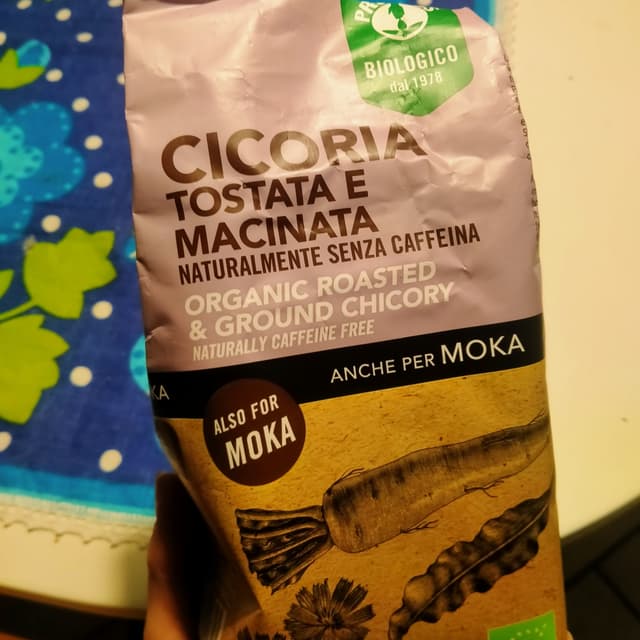 BIOLOGICO
dal 1978
CICORIA
TOSTATA E
MACINATA
NATURALMENTE SENZA CAFFEINA
ORGANIC ROASTED
& GROUND CHICORY
NATURALLY CAFFEINE FREE
KA
ANCHE PER MOKA
ALSO FOR
MOKA